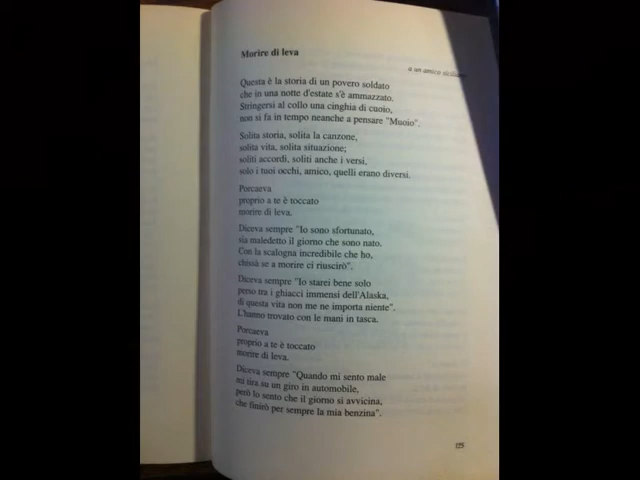 Morire di leva
a un amico siciliano
Questa è la storia di un povero soldato
che in una notte d'estate s'è ammazzato.
Stringersi al collo una cinghia di cuoio,
non si fa in tempo neanche a pensare "Muoio".
Solita storia, solita la canzone,
solita vita, solita situazione;
soliti accordi, soliti anche i versi,
solo i tuoi occhi, amico, quelli erano diversi.
Porcaeva
proprio a te è toccato
morire di leva.
Diceva sempre "Io sono sfortunato,
sia maledetto il giorno che sono nato.
Con la scalogna incredibile che ho,
chissà se a morire ci riuscirò".
Diceva sempre "Io starei bene solo
perso tra i ghiacci immensi dell'Alaska,
di questa vita non me ne importa niente".
L'hanno trovato con le mani in tasca.
Porcaeva
proprio a te è toccato
morire di leva.
Diceva sempre "Quando mi sento male
mi tira su un giro in automobile,
però lo sento che il giorno si avvicina,
che finirò per sempre la mia benzina".
125